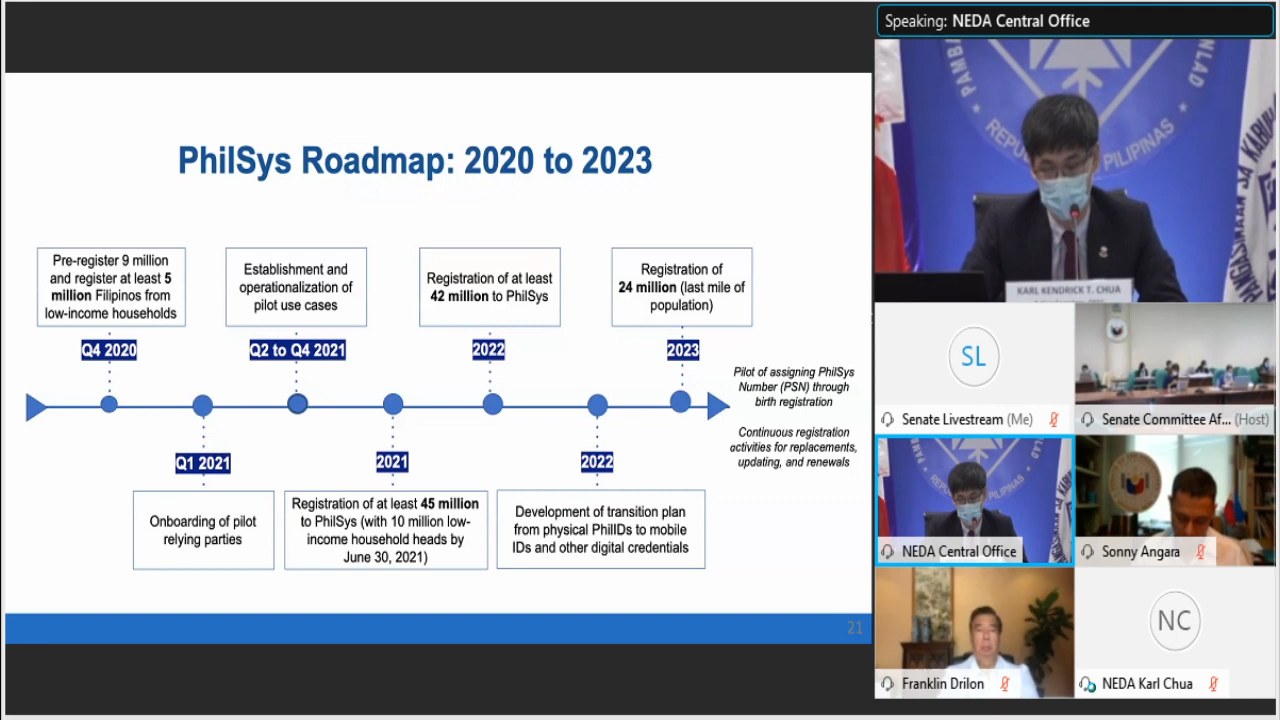 Speaking: NEDA Central Office
PhilSys Roadmap: 2020 to 2023
Pre-register 9 million
and register at least 5
million Filipinos from
low-income households
Establishment and
operationalization of
pilot use cases
Registration of at least
42 million to PhilSys
Registration of
24 million (last mile of
population)
Q4 2020
Q2 to Q4 2021
2022
2023
Pilot of assigning PhilSys
Number (PSN) through
birth registration
Continuous registration
activities for replacements,
updating, and renewals
Q1 2021
2021
2022
Onboarding of pilot
relying parties
Registration of at least 45 million
to PhilSys (with 10 million low-
income household heads by
June 30, 2021)
Development of transition plan
from physical PhilIDs to mobile
IDs and other digital credentials
21
REPU
PILIPINAS
KARL KENDRICK T. CHUA
SL
Senate Livestream (Me)
Senate Committee Af... (Host)
NEDA Central Office
Sonny Angara
Franklin Drilon
NC
NEDA Karl Chua